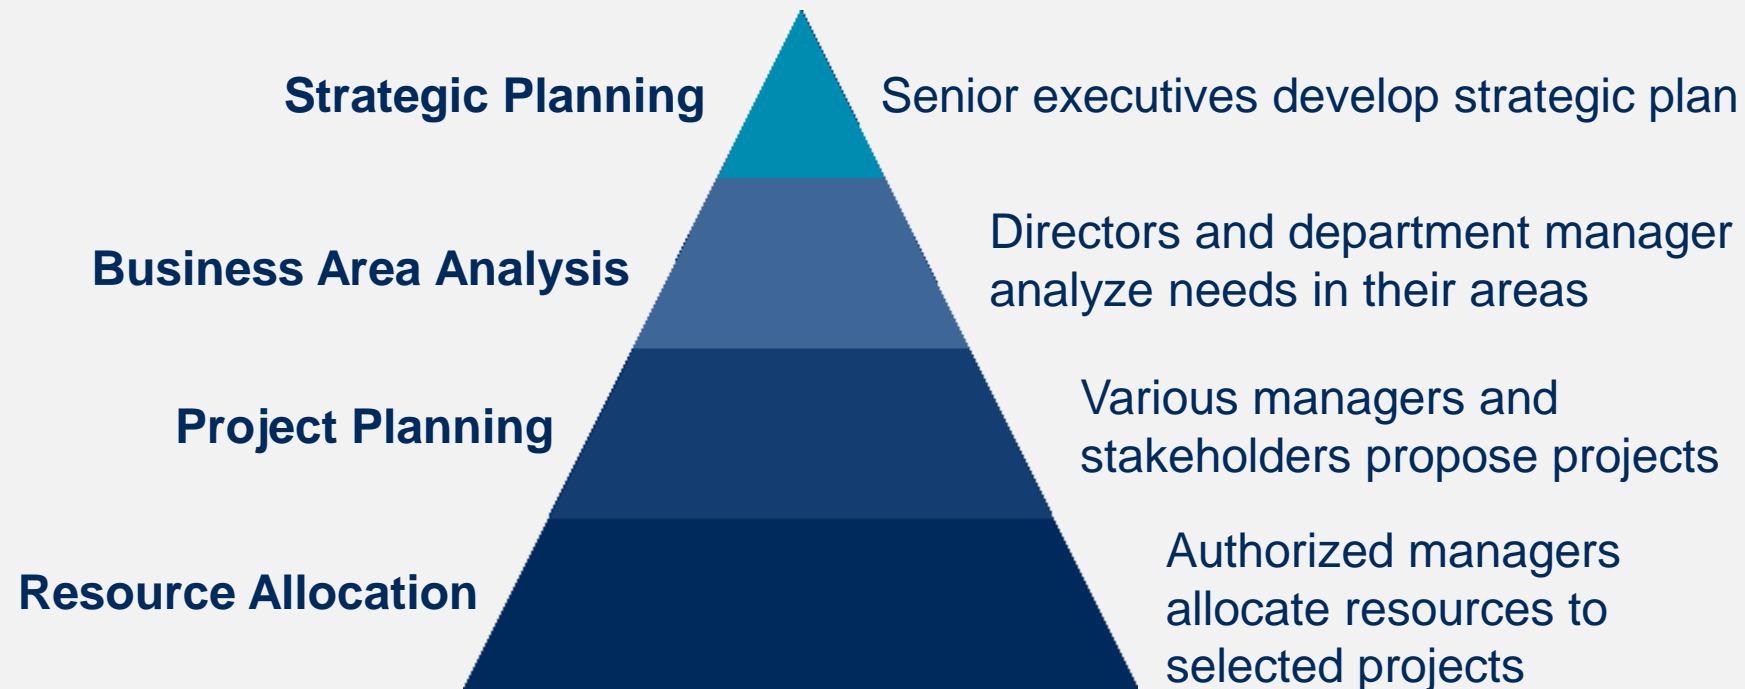 Strategic Planning
Senior executives develop strategic plan
Business Area Analysis
Directors and department manager
analyze needs in their areas
Project Planning
Various managers and
stakeholders propose projects
Resource Allocation
Authorized managers
allocate resources to
selected projects